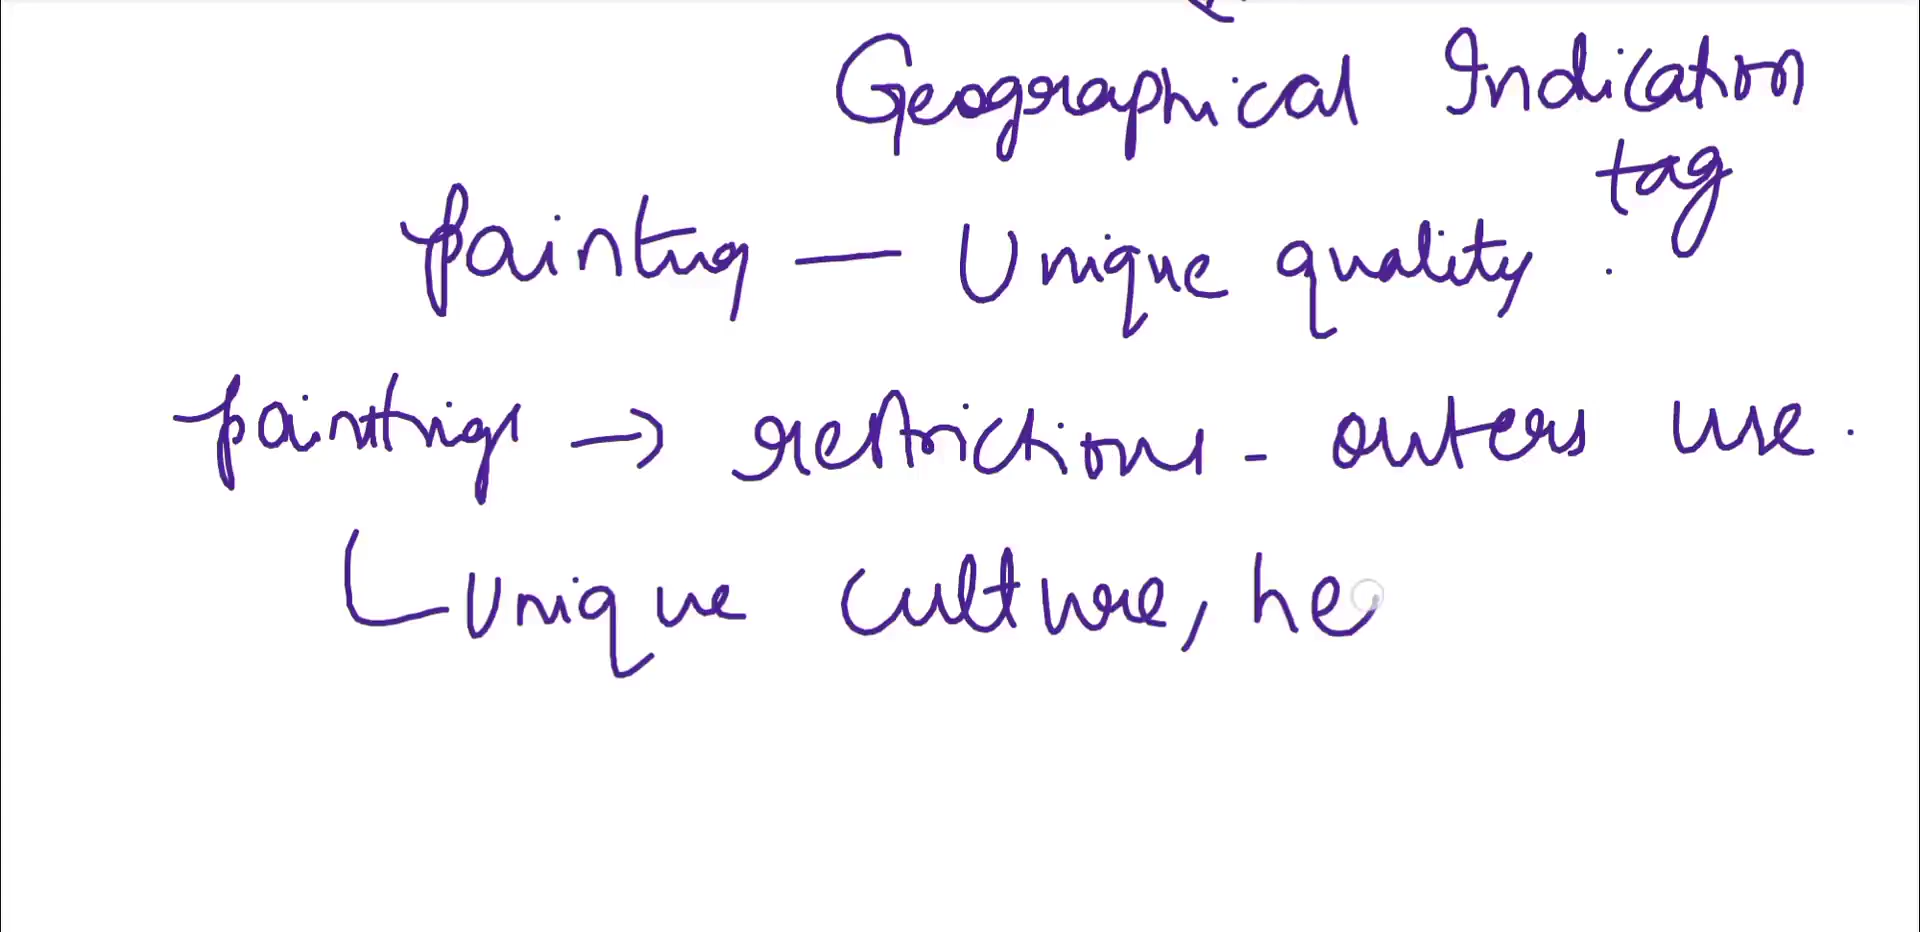 Geographical Indication
tag
painting — Unique quality.
paintings → restrictions - outers use.
Unique culture, he